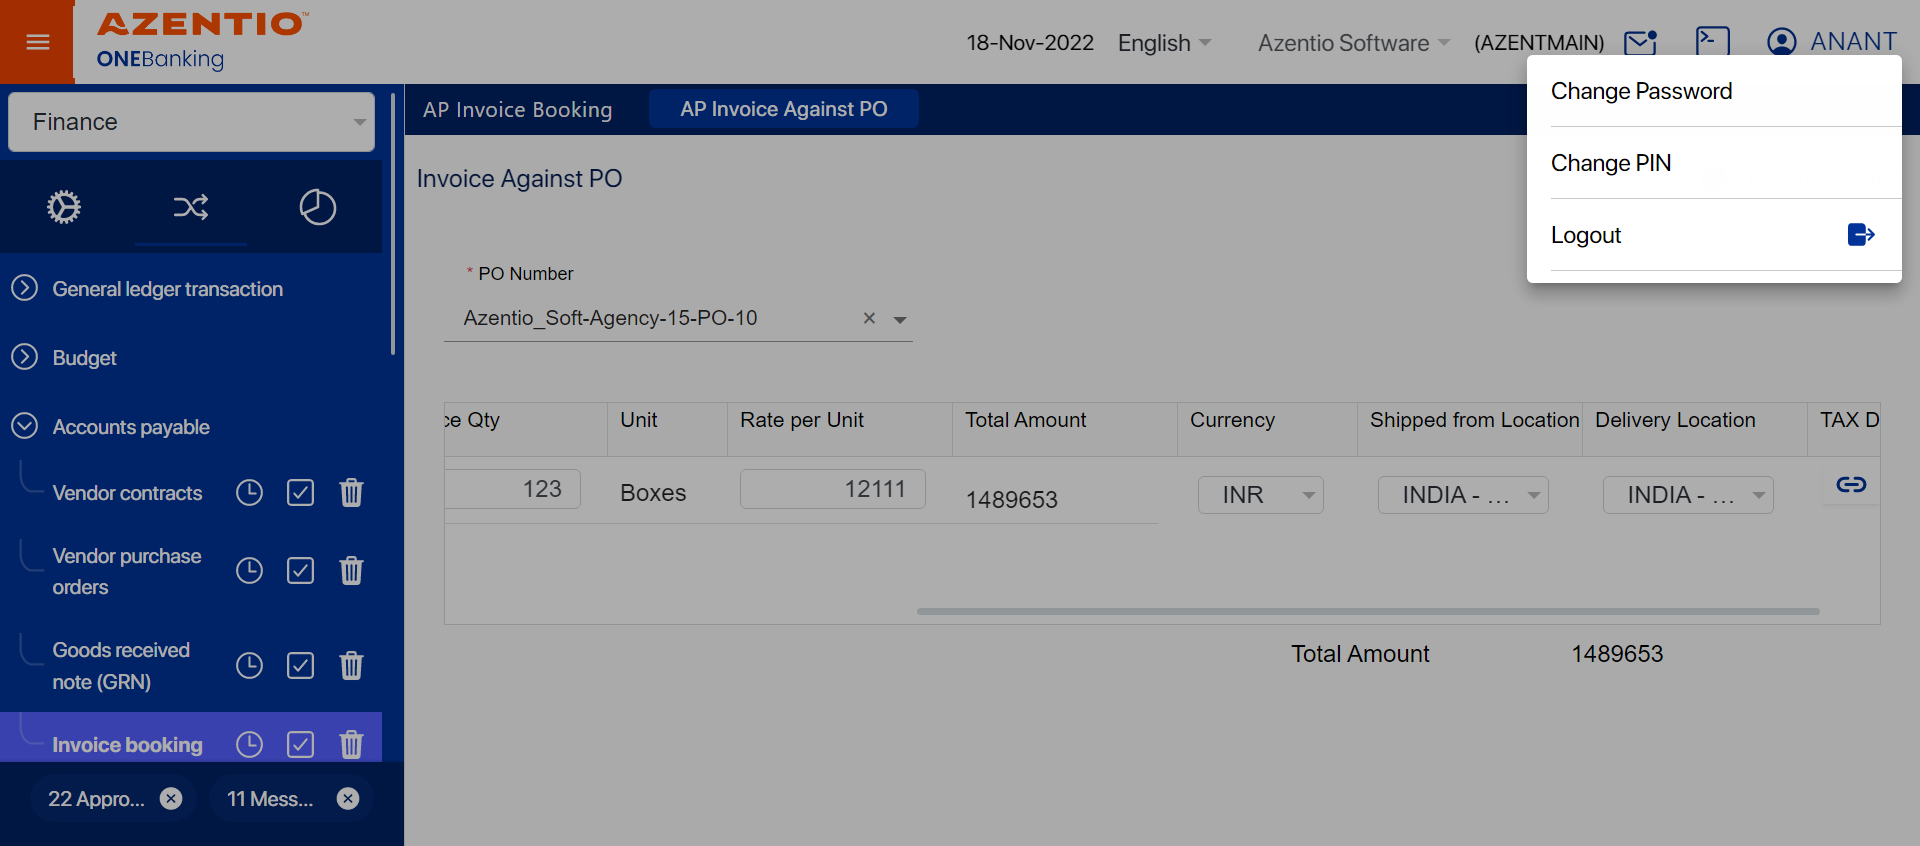 AZENTIO™
ONEBanking
18-Nov-2022 English Azentio Software (AZENTMAIN) ANANT
Change Password
Change PIN
Logout
Finance
AP Invoice Booking AP Invoice Against PO
Invoice Against PO
General ledger transaction
Budget
Accounts payable
Vendor contracts
Vendor purchase
orders
Goods received
note (GRN)
Invoice booking
22 Appro... 11 Mess...
* PO Number
Azentio_Soft-Agency-15-PO-10
ce Qty Unit Rate per Unit Total Amount Currency Shipped from Location Delivery Location TAX D
123 Boxes 12111 1489653 INR INDIA - ... INDIA - ...
Total Amount 1489653